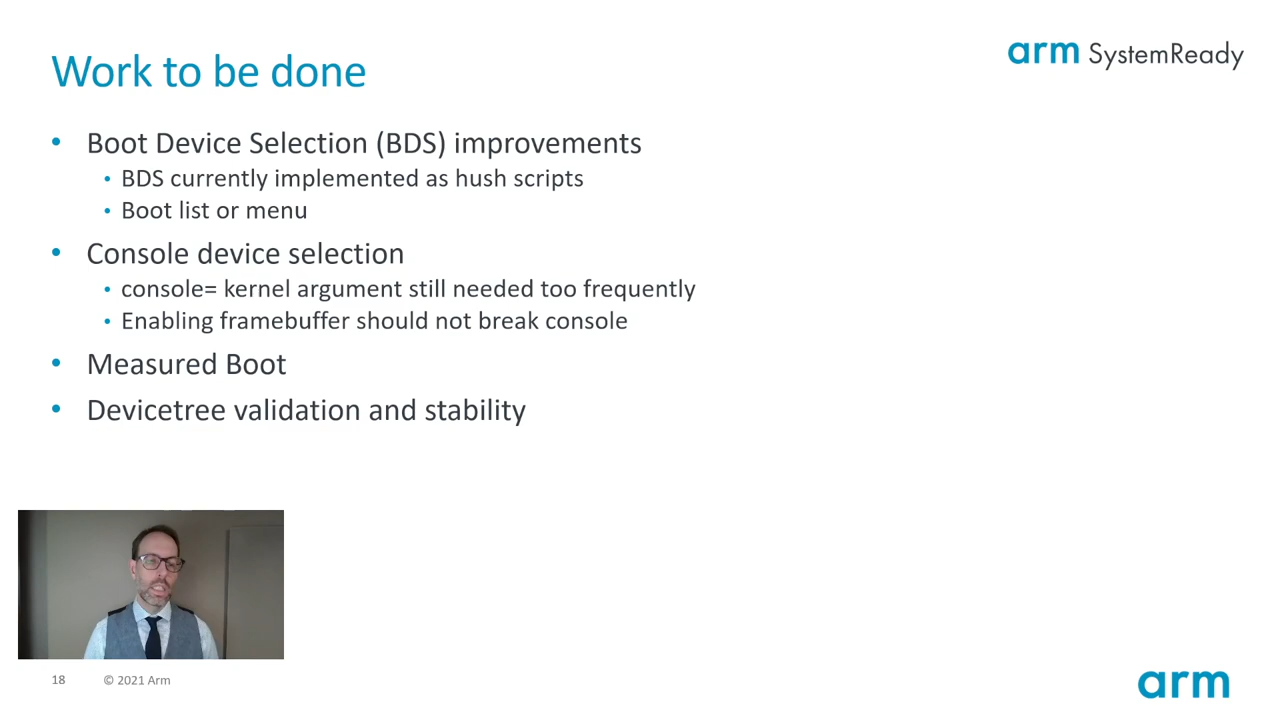 arm SystemReady
Work to be done
• Boot Device Selection (BDS) improvements
• BDS currently implemented as hush scripts
• Boot list or menu
• Console device selection
• console= kernel argument still needed too frequently
• Enabling framebuffer should not break console
• Measured Boot
• Devicetree validation and stability
18 © 2021 Arm
arm